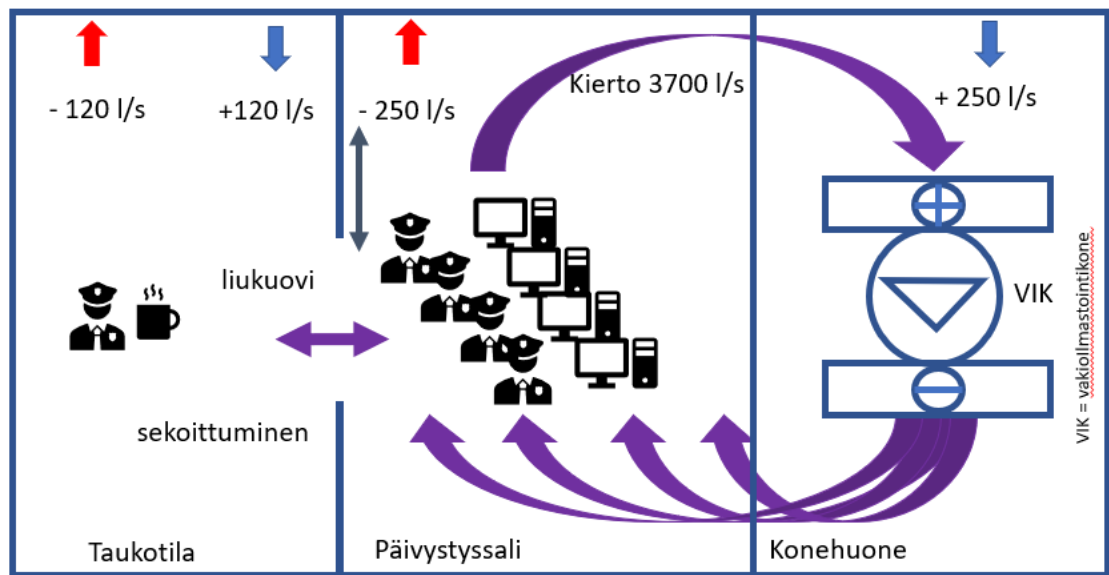 - 120 l/s
+120 l/s
- 250 l/s
Kierto 3700 l/s
+ 250 l/s
liukuovi
VIK
VIK = vakioilmastointikone
sekoittuminen
Taukotila
Päivystyssali
Konehuone